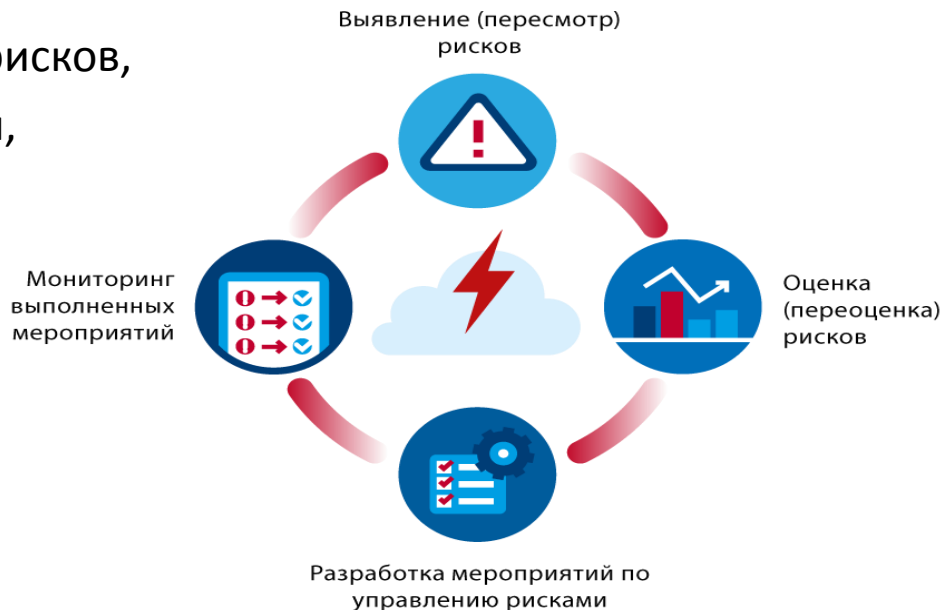 Выявление (пересмотр)
рисков
рисков,
Мониторинг
выполненных
мероприятий
Оценка
(переоценка)
рисков
Разработка мероприятий по
управлению рисками